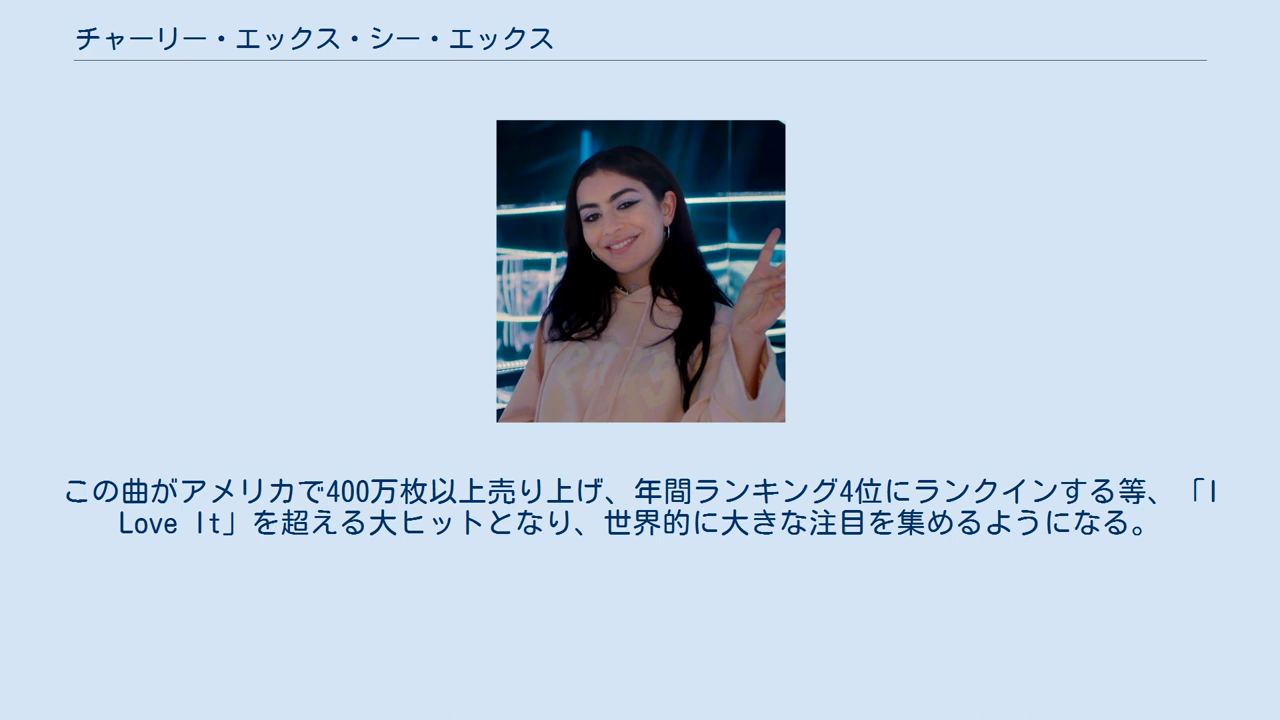 チャーリー・エックス・シー・エックス
この曲がアメリカで400万枚以上売り上げ、年間ランキング4位にランクインする等、「I
Love It」を超える大ヒットとなり、世界的に大きな注目を集めるようになる。